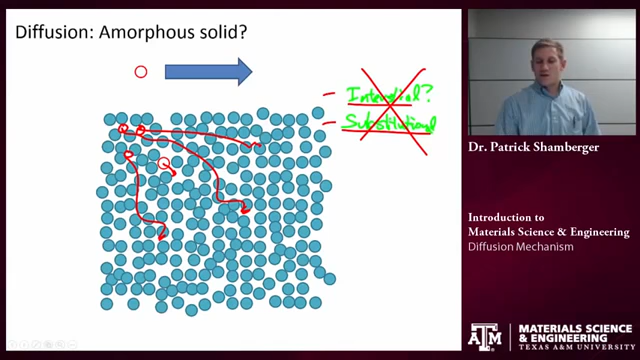 Diffusion: Amorphous solid?
– Interstitial?
– Substitutional
Dr. Patrick Shamberger
Introduction to
Materials Science & Engineering
Diffusion Mechanism
ATM
MATERIALS SCIENCE
& ENGINEERING
TEXAS A&M UNIVERSITY